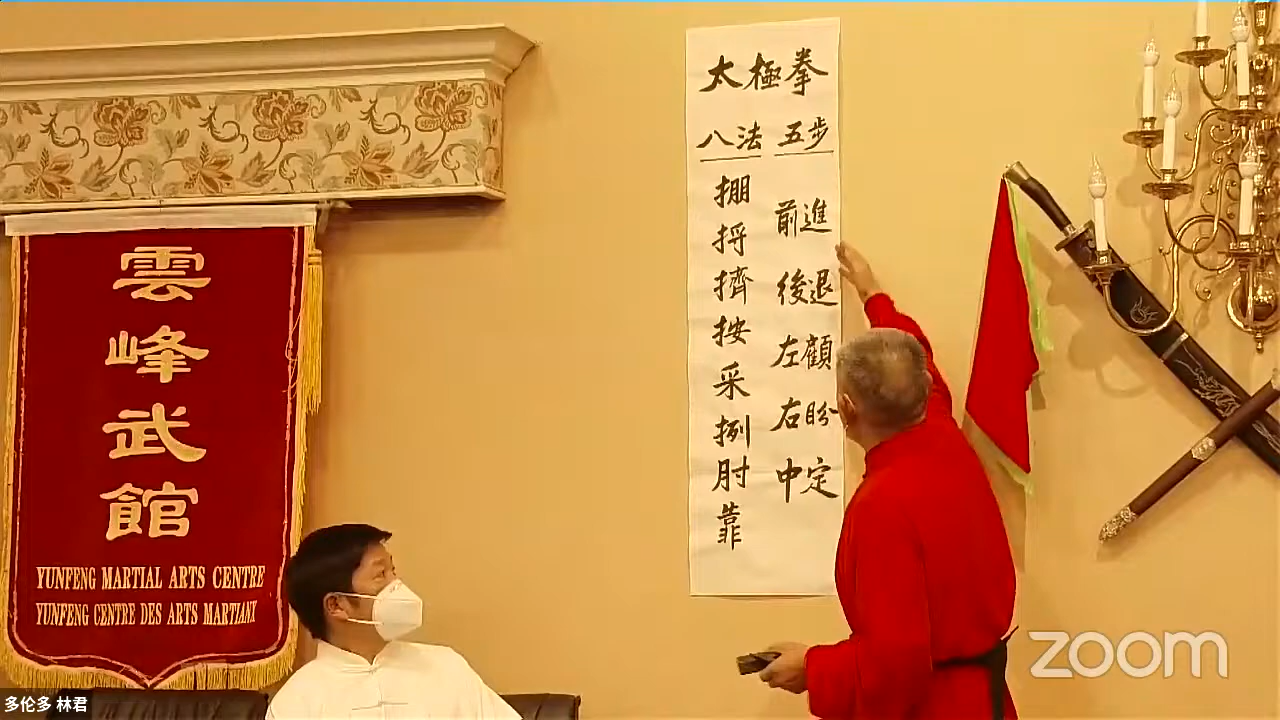 雲峰武館
YUNFENG MARTIAL ARTS CENTRE
YUNFENG CENTRE DES ARTS MARTIAUX
太極拳
八法 五步
掤
捋
擠
按
采
挒
肘
靠
前進
後退
左顧
右盼
中定
zoom
多伦多 林君